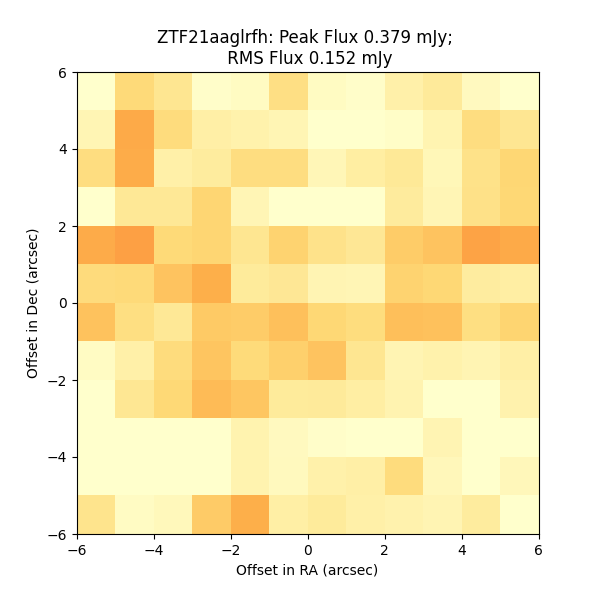 ZTF21aaglrfh: Peak Flux 0.379 mJy;
RMS Flux 0.152 mJy
6
4
2
0
−2
−4
−6
Offset in Dec (arcsec)
−6 −4 −2 0 2 4 6
Offset in RA (arcsec)